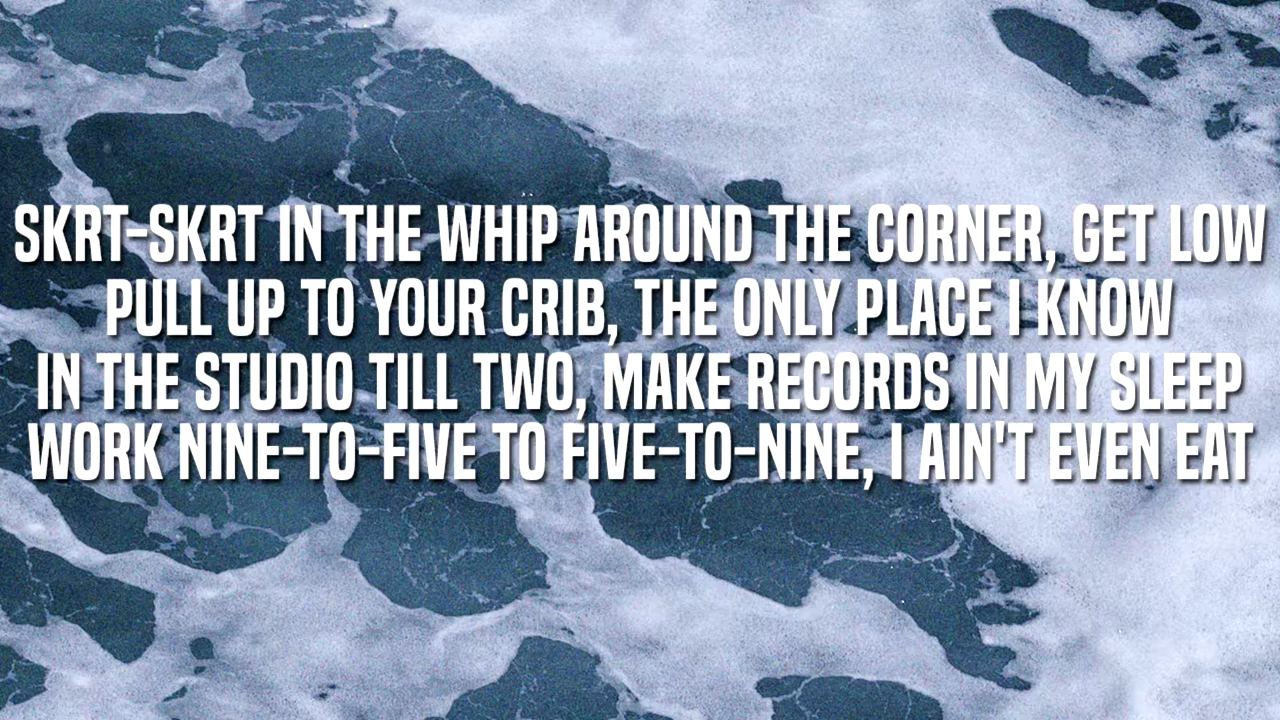 SKRT-SKRT IN THE WHIP AROUND THE CORNER, GET LOW
PULL UP TO YOUR CRIB, THE ONLY PLACE I KNOW
IN THE STUDIO TILL TWO, MAKE RECORDS IN MY SLEEP
WORK NINE-TO-FIVE TO FIVE-TO-NINE, I AIN'T EVEN EAT